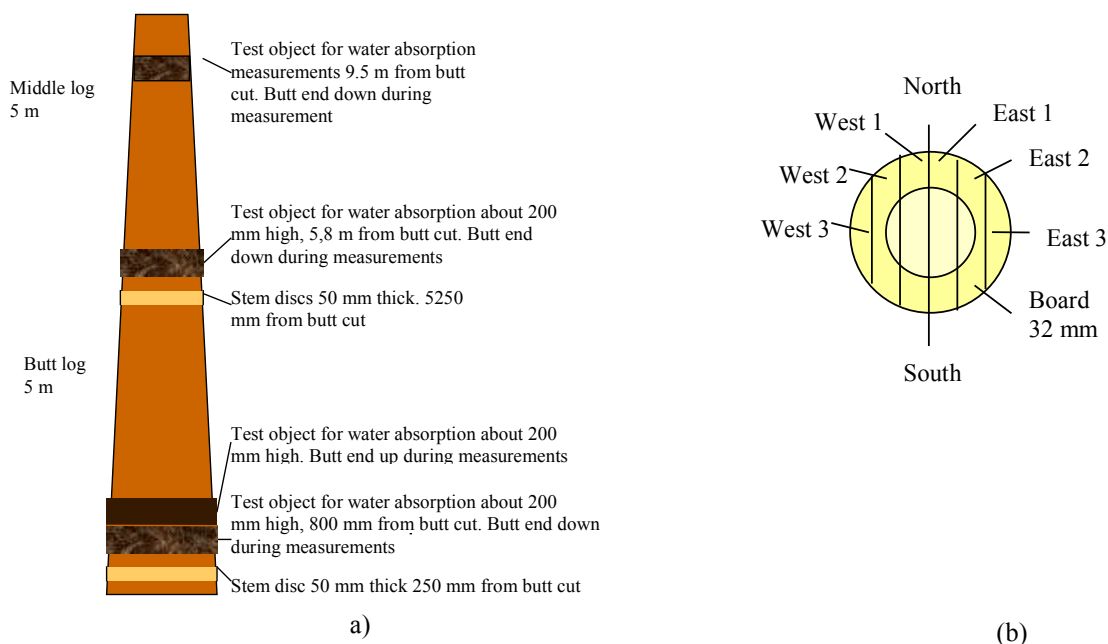 Test object for water absorption
measurements 9.5 m from butt
cut. Butt end down during
measurement
Middle log
5 m
Test object for water absorption about 200
mm high, 5,8 m from butt cut. Butt end
down during measurements
Stem discs 50 mm thick. 5250
mm from butt cut
Butt log
5 m
Test object for water absorption about 200
mm high. Butt end up during measurements
Test object for water absorption about 200
mm high, 800 mm from butt cut. Butt end down
during measurements
Stem disc 50 mm thick 250 mm from butt cut
a)
North
West 1
East 1
West 2
East 2
West 3
East 3
Board
32 mm
South
(b)